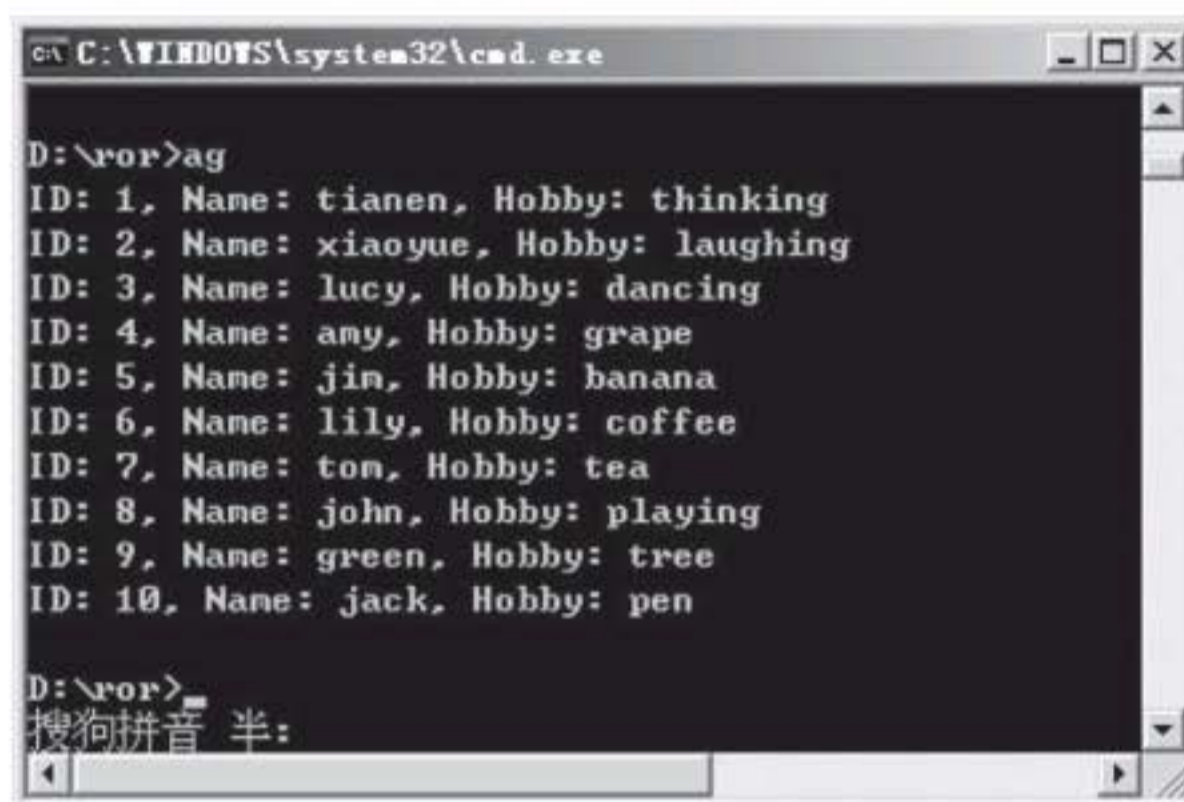 C:\WINDOWS\system32\cmd.exe
D:\ror>ag
ID: 1, Name: tianen, Hobby: thinking
ID: 2, Name: xiaoyue, Hobby: laughing
ID: 3, Name: lucy, Hobby: dancing
ID: 4, Name: amy, Hobby: grape
ID: 5, Name: jim, Hobby: banana
ID: 6, Name: lily, Hobby: coffee
ID: 7, Name: tom, Hobby: tea
ID: 8, Name: john, Hobby: playing
ID: 9, Name: green, Hobby: tree
ID: 10, Name: jack, Hobby: pen
D:\ror>_
搜狗拼音 半: